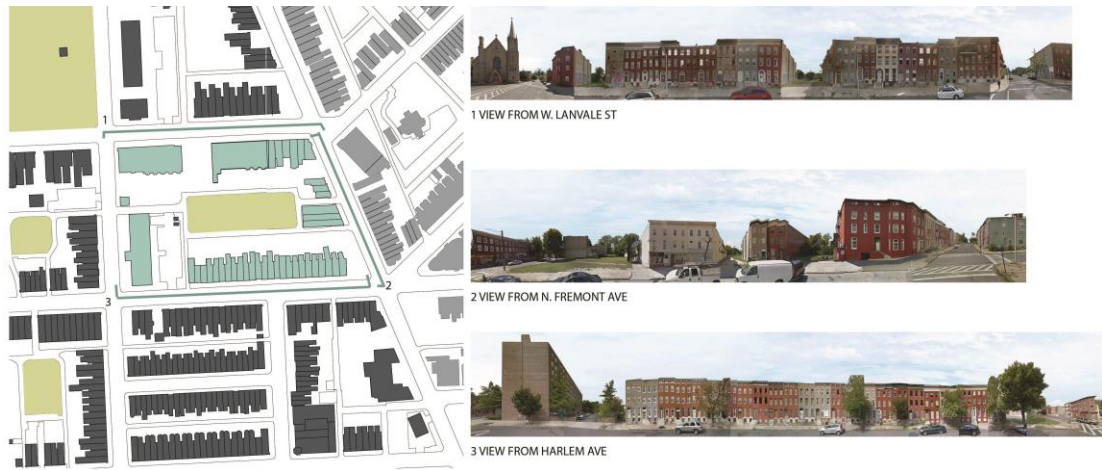 1
2
3
1 VIEW FROM W. LANVALE ST
2 VIEW FROM N. FREMONT AVE
3 VIEW FROM HARLEM AVE